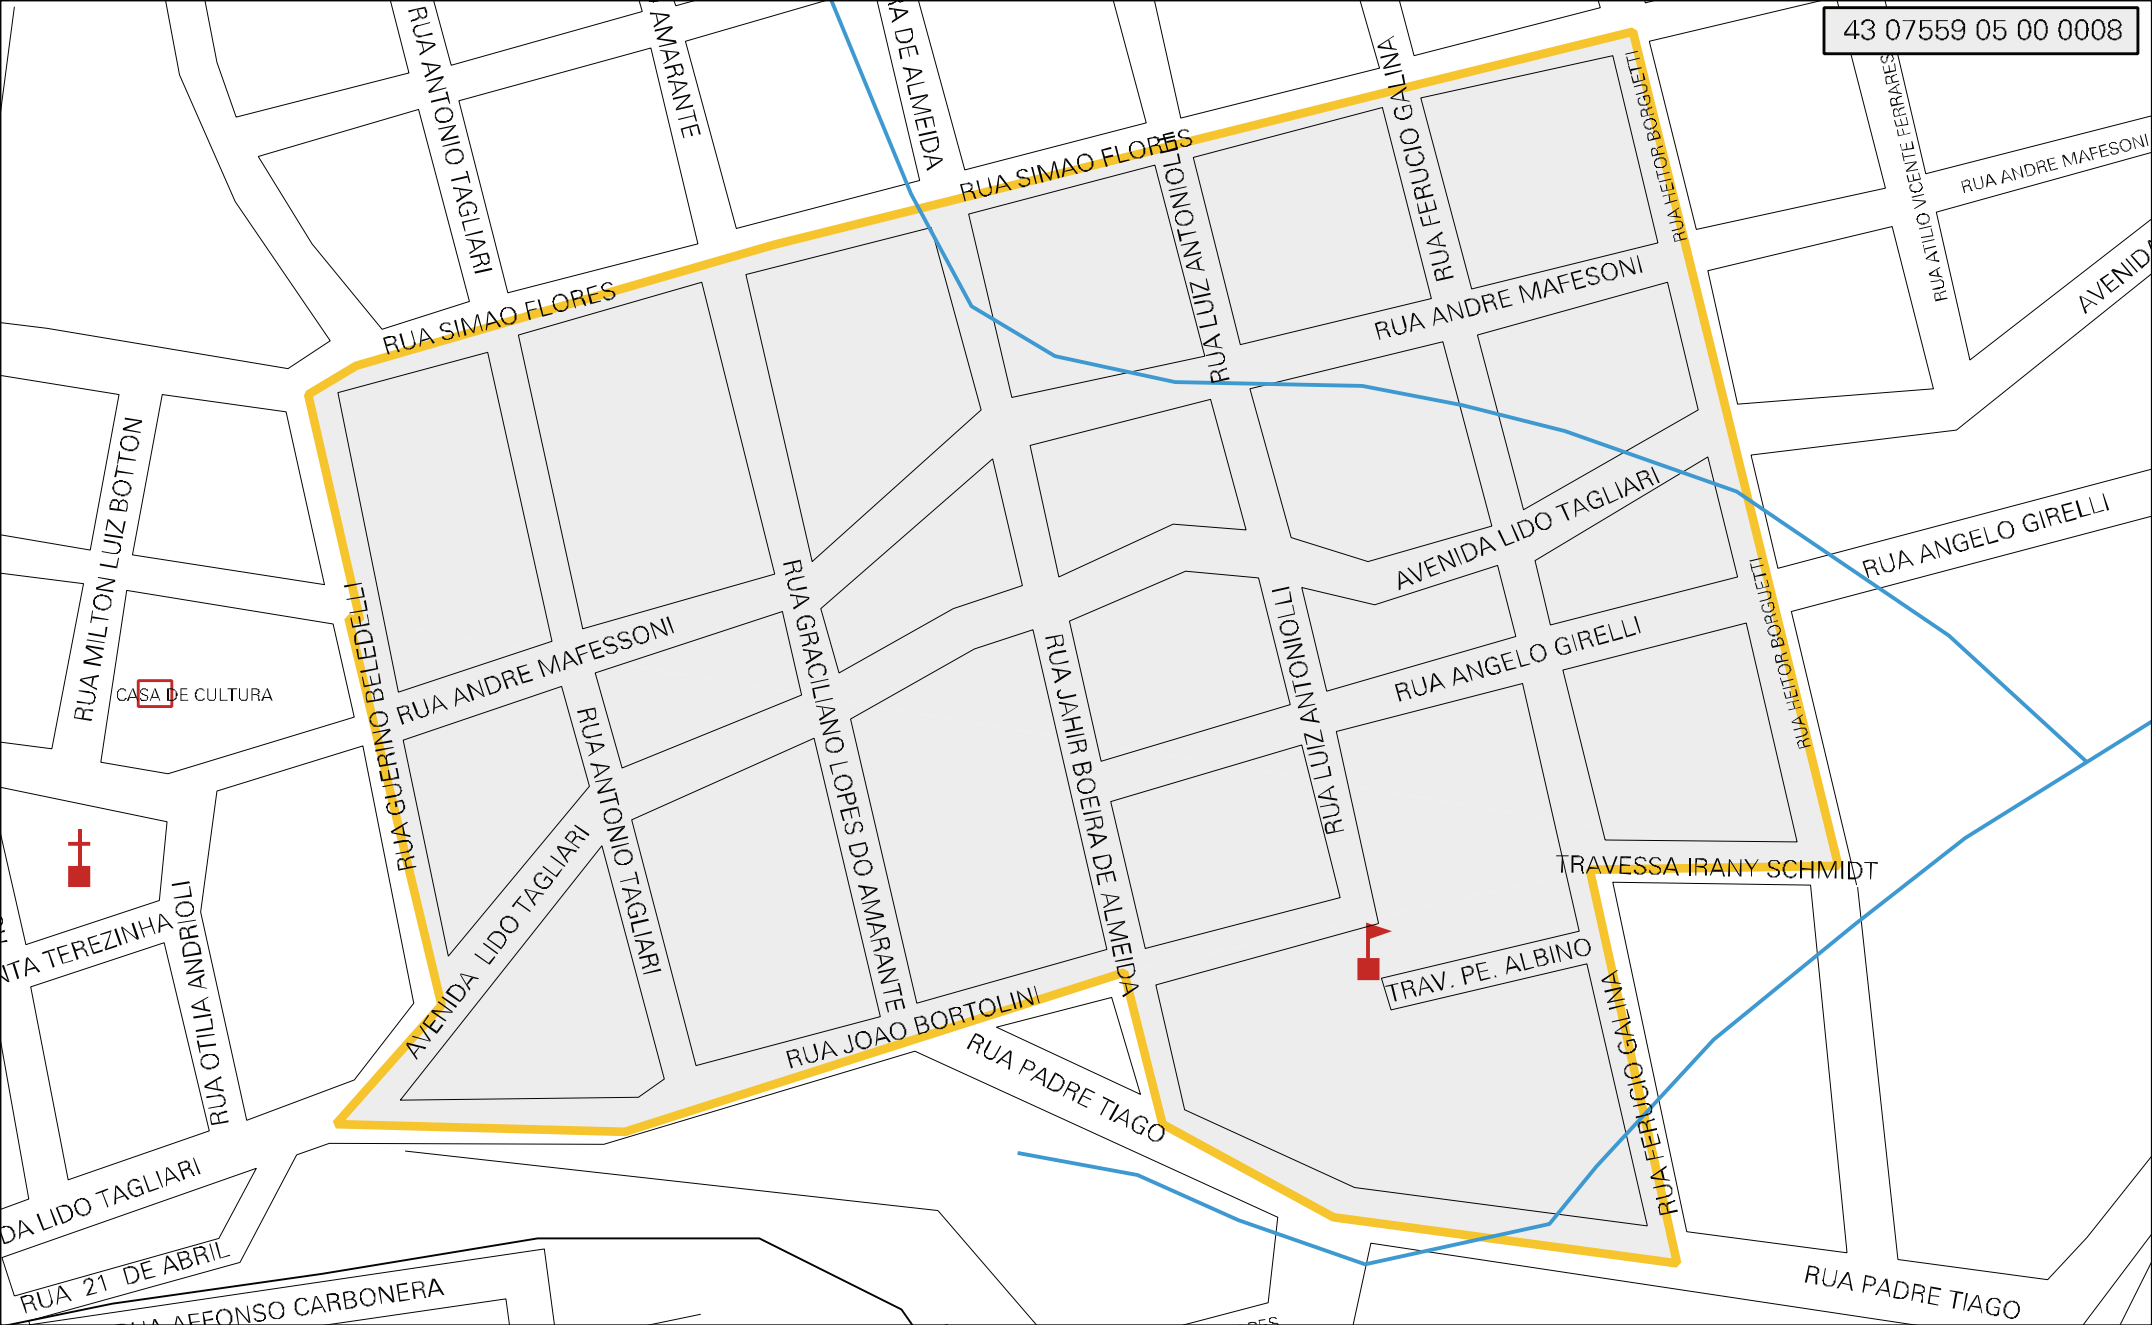 43 07559 05 00 0008
RUA ANTONIO TAGLIARI
AMARANTE
RA DE ALMEIDA
RUA SIMAO FLORES
RUA LUIZ ANTONIOLLI
RUA FERUCIO GALINA
RUA HEITOR BORGUETTI
RUA ATILIO VICENTE FERRARES
RUA ANDRE MAFESONI
AVENIDA
RUA SIMAO FLORES
RUA ANDRE MAFESONI
RUA MILTON LUIZ BOTTON
AVENIDA LIDO TAGLIARI
RUA ANGELO GIRELLI
RUA GUERINO BELEDELLI
RUA ANDRE MAFESSONI
RUA GRACILIANO LOPES DO AMARANTE
RUA JAHIR BOEIRA DE ALMEIDA
RUA LUIZ ANTONIOLLI
RUA ANGELO GIRELLI
RUA HEITOR BORGUETTI
CASA DE CULTURA
RUA ANTONIO TAGLIARI
AVENIDA LIDO TAGLIARI
TRAVESSA IRANY SCHMIDT
NTA TEREZINHA
RUA OTILIA ANDRIOLI
TRAV. PE. ALBINO
RUA FERUCIO GALINA
RUA JOAO BORTOLINI
RUA PADRE TIAGO
DA LIDO TAGLIARI
RUA 21 DE ABRIL
RUA AFFONSO CARBONERA
RUA PADRE TIAGO